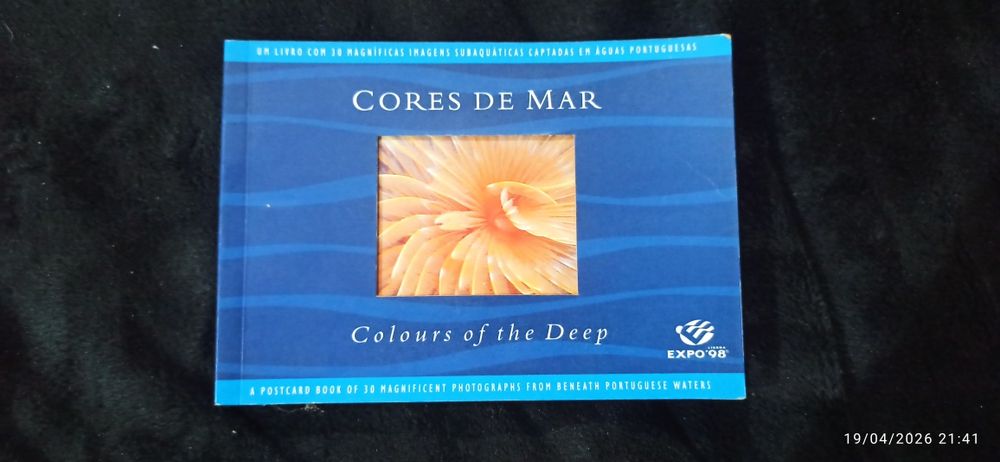 UM LIVRO COM 30 MAGNÍFICAS IMAGENS SUBAQUÁTICAS CAPTADAS EM ÁGUAS PORTUGUESAS
CORES DE MAR
Colours of the Deep
LISBOA
EXPO'98
A POSTCARD BOOK OF 30 MAGNIFICENT PHOTOGRAPHS FROM BENEATH PORTUGUESE WATERS
19/04/2026 21:41